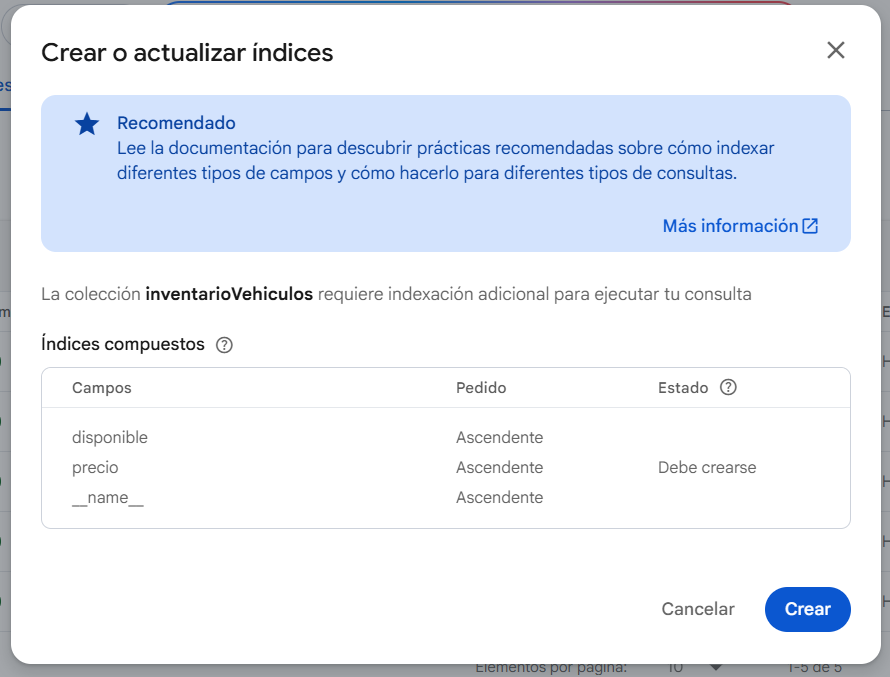 Crear o actualizar índices
Recomendado
Lee la documentación para descubrir prácticas recomendadas sobre cómo indexar
diferentes tipos de campos y cómo hacerlo para diferentes tipos de consultas.
Más información
La colección inventarioVehiculos requiere indexación adicional para ejecutar tu consulta
Índices compuestos
Campos Pedido Estado
disponible Ascendente
precio Ascendente Debe crearse
__name__ Ascendente
Cancelar Crear
Elementos por página: 10 1-5 de 5